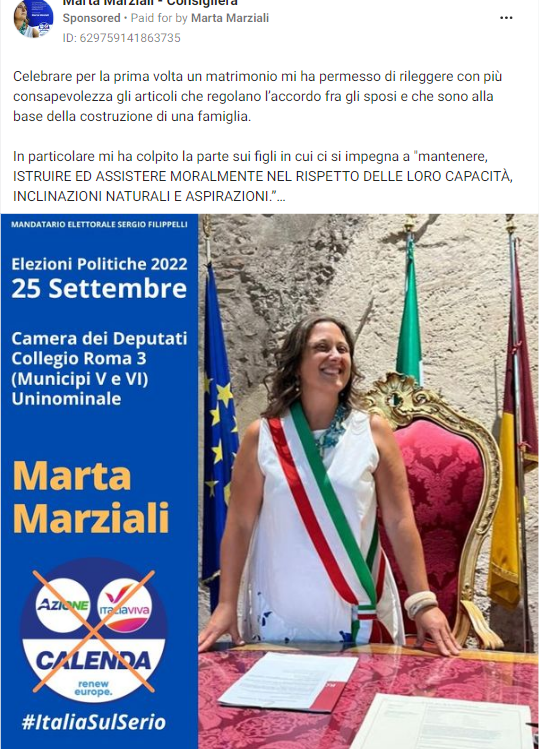 Marta Marziali - Consigliera
Sponsored • Paid for by Marta Marziali
ID: 629759141863735
Celebrare per la prima volta un matrimonio mi ha permesso di rileggere con più
consapevolezza gli articoli che regolano l’accordo fra gli sposi e che sono alla
base della costruzione di una famiglia.
In particolare mi ha colpito la parte sui figli in cui ci si impegna a "mantenere,
ISTRUIRE ED ASSISTERE MORALMENTE NEL RISPETTO DELLE LORO CAPACITÀ,
INCLINAZIONI NATURALI E ASPIRAZIONI.”...
MANDATARIO ELETTORALE SERGIO FILIPPELLI
Elezioni Politiche 2022
25 Settembre
Camera dei Deputati
Collegio Roma 3
(Municipi V e VI)
Uninominale
Marta
Marziali
AZIONE
ITALIAVIVA
CALENDA
renew
europe.
#ItaliaSulSerio